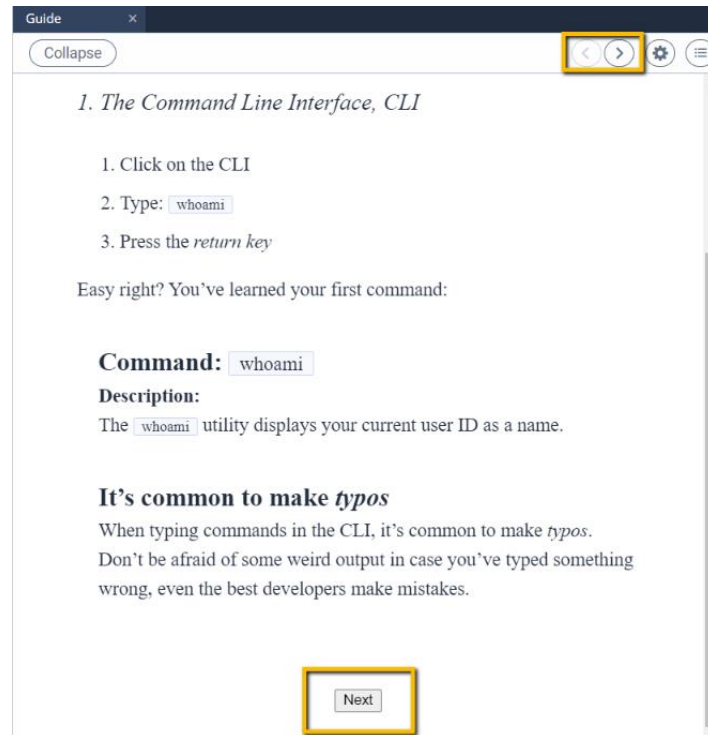 Guide ×
Collapse
1. The Command Line Interface, CLI
1. Click on the CLI
2. Type: whoami
3. Press the return key
Easy right? You’ve learned your first command:
Command: whoami
Description:
The whoami utility displays your current user ID as a name.
It’s common to make typos
When typing commands in the CLI, it’s common to make typos.
Don’t be afraid of some weird output in case you’ve typed something
wrong, even the best developers make mistakes.
Next